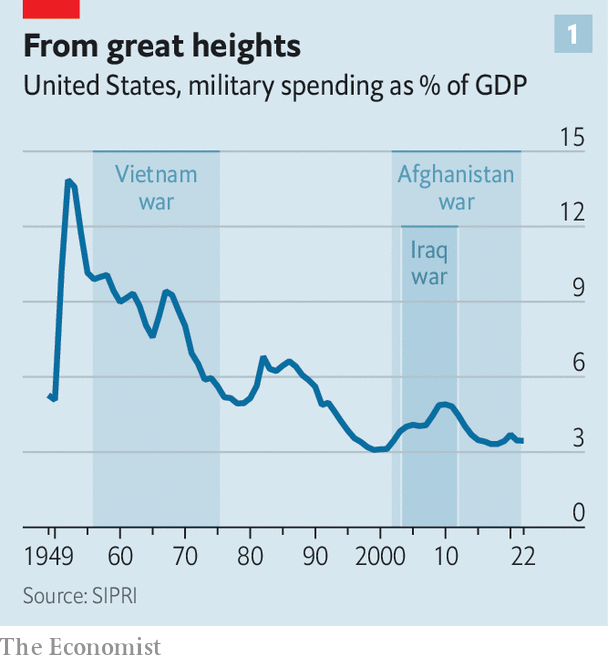 1
From great heights
United States, military spending as % of GDP
15
Vietnam
war
Afghanistan
war
12
Iraq
war
9
6
3
0
1949 60 70 80 90 2000 10 22
Source: SIPRI
The Economist